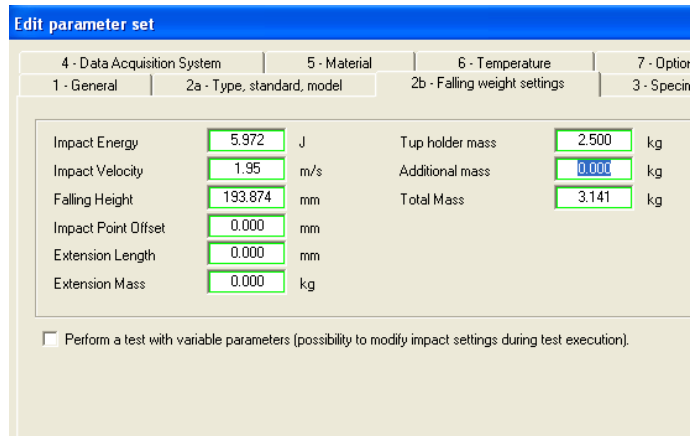 Edit parameter set
4 - Data Acquisition System 5 - Material 6 - Temperature 7 - Option
1 - General 2a - Type, standard, model 2b - Falling weight settings 3 - Specin
Impact Energy 5.972 J Tup holder mass 2.500 kg
Impact Velocity 1.95 m/s Additional mass 0.000 kg
Falling Height 193.874 mm Total Mass 3.141 kg
Impact Point Offset 0.000 mm
Extension Length 0.000 mm
Extension Mass 0.000 kg
Perform a test with variable parameters (possibility to modify impact settings during test execution).